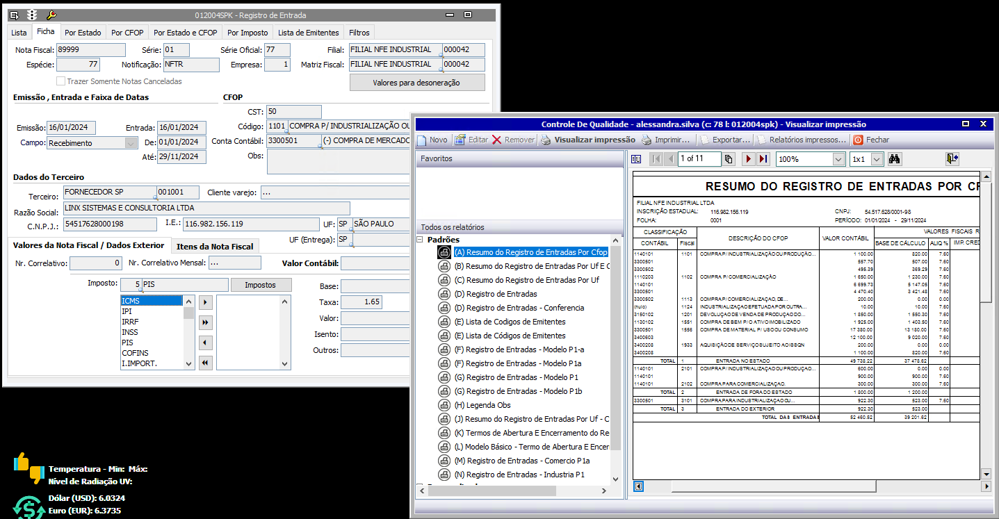 012004SPK - Registro de Entrada
Lista Ficha Por Estado Por CFOP Por Estado e CFOP Por Imposto Lista de Emitentes Filtros
Nota Fiscal: 89999 Série: 01 Série Oficial: 77 Filial: FILIAL NFE INDUSTRIAL 000042
Espécie: 77 Notificação: NFTR Empresa: 1 Matriz Fiscal: FILIAL NFE INDUSTRIAL 000042
Trazer Somente Notas Canceladas Valores para desoneração
Emissão , Entrada e Faixa de Datas CFOP
CST: 50
Emissão: 16/01/2024 Entrada: 16/01/2024 Código: 1101 COMPRA P/ INDUSTRIALIZAÇÃO OU
Campo: Recebimento De: 01/01/2024 Conta Contábil: 3300501 (-) COMPRA DE MERCADO
Até: 29/11/2024 Obs:
Dados do Terceiro
Terceiro: FORNECEDOR SP 001001 Cliente varejo: ...
Razão Social: LINX SISTEMAS E CONSULTORIA LTDA
C.N.P.J.: 54517628000198 I.E.: 116.982.156.119 UF: SP SÃO PAULO
UF (Entrega): SP
Valores da Nota Fiscal / Dados Exterior Itens da Nota Fiscal
Nr. Correlativo: 0 Nr. Correlativo Mensal: ... Valor Contábil:
Imposto: 5 PIS Impostos Base:
ICMS
IPI Taxa: 1.65
IRRF Valor:
INSS Isento:
PIS
COFINS Outros:
I.IMPORT.
Temperatura - Min: Máx:
Nível de Radiação UV:
Dólar (USD): 6.0324
Euro (EUR): 6.3735
Controle De Qualidade - alessandra.silva (c: 78 l: 012004spk) - Visualizar impressão
Novo Editar Remover Visualizar impressão Imprimir... Exportar... Relatórios impressos... Fechar
Favoritos
Todos os relatórios
Padrões
(A) Resumo do Registro de Entradas Por Cfop
(B) Resumo do Registro de Entradas Por Uf E C
(C) Resumo do Registro de Entradas Por Uf
(D) Registro de Entradas
(D) Registro de Entradas - Conferencia
(E) Lista de Codigos de Emitentes
(E) Lista de Códigos de Emitentes
(F) Registro de Entradas - Modelo P1-a
(F) Registro de Entradas - Modelo P1a
(G) Registro de Entradas - Modelo P1
(G) Registro de Entradas - Modelo P1b
(H) Legenda Obs
(J) Resumo do Registro de Entradas Por Uf - C
(K) Termos de Abertura E Encerramento do Re
(L) Modelo Básico - Termo de Abertura E Encer
(M) Registro de Entradas - Comercio P1a
(N) Registro de Entradas - Industria P1
1 of 11 100% 1x1
RESUMO DO REGISTRO DE ENTRADAS POR CF
FILIAL NFE INDUSTRIAL LTDA
INSCRIÇÃO ESTADUAL: 116.982.156.119 CNPJ: 54.517.628/0001-98
FOLHA: 0001 PERÍODO: 01/01/2024 - 29/11/2024
CLASSIFICAÇÃO DESCRIÇÃO DO CFOP VALOR CONTÁBIL VALORES FISCAIS R
CONTÁBIL Fiscal BASE DE CÁLCULO ALIQ % IMP. CRED
1140101 1101 COMPRA P/ INDUSTRIALIZAÇÃO OU PRODUÇÃO... 1 100.00 820.00 7.60
3300501 557.70 507.00 7.60
3300502 495.39 369.29 7.60
1110203 1102 COMPRA P/ COMERCIALIZAÇÃO 1 650.00 1 230.00 7.60
1140101 6 699.73 5 147.05 7.60
3300501 4 470.40 3 421.48 7.60
3300502 1113 COMPRA P/ COMERCIALIZAÇAO, DE... 200.00 0.00 0.00
(nulo) 1124 INDUSTRIALIZAÇAO EFETUADA POR OUTRA... 10.00 10.00 7.60
3150102 1201 DEVOLUÇAO DE VENDA DE PRODUÇAO DO... 1 850.00 1 550.30 7.60
1130102 1551 COMPRA DE BEM P/ O ATIVO IMOBILIZADO 1 925.00 1 403.50 7.60
3300501 1556 COMPRA DE MATERIAL P/ USO OU CONSUMO 17 380.00 13 180.00 7.60
3400603 12 100.00 9 020.00 7.60
3400208 1933 AQUISIÇÃO DE SERVIÇO SUJEITO AO ISSQN 200.00 0.00 0.00
3400208 1 100.00 820.00 7.60
TOTAL 1 ENTRADA NO ESTADO 49 738.22 37 478.62
1140101 2101 COMPRA P/ INDUSTRIALIZAÇAO OU PRODUÇAO... 600.00 0.00 0.00
1140101 900.00 900.00 7.60
1140101 2102 COMPRA PARA COMERCIALIZAÇAO. 300.00 300.00 7.60
TOTAL 2 ENTRADA DE FORA DO ESTADO 1 800.00 1 200.00
3300501 3101 COMPRA PARA INDUSTRIALIZAÇAO OU... 922.30 523.00 7.60
TOTAL 3 ENTRADA DO EXTERIOR 922.30 523.00
TOTAL DAS ENTRADAS 52 460.52 39 201.62